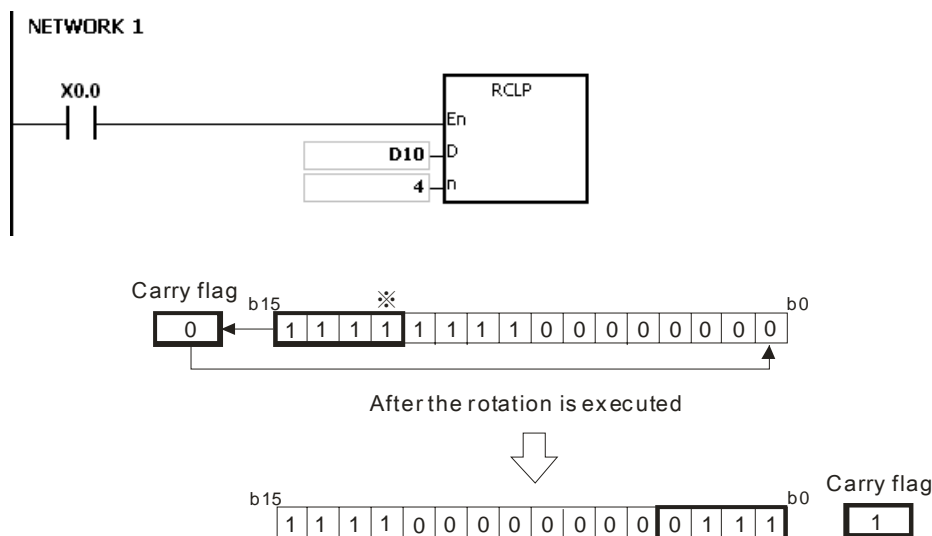 NETWORK 1
X0.0
RCLP
En
D10 D
4 n
Carry flag b15 ※ b0
0 1 1 1 1 1 1 1 1 0 0 0 0 0 0 0 0
After the rotation is executed
b15 b0 Carry flag
1 1 1 1 0 0 0 0 0 0 0 0 0 1 1 1 1